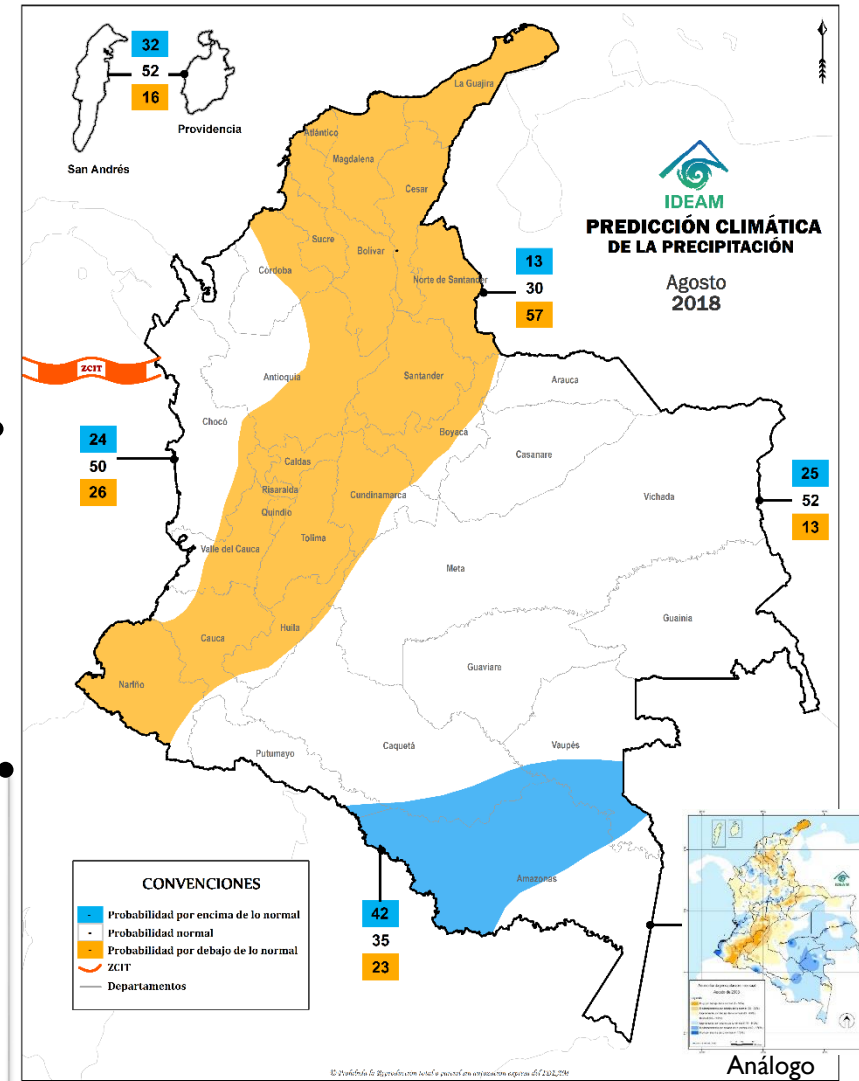 32
52
16
San Andrés
Providencia
IDEAM
PREDICCIÓN CLIMÁTICA
DE LA PRECIPITACIÓN
Agosto
2018
La Guajira
Atlántico
Magdalena
Cesar
Sucre
Bolívar
Córdoba
Norte de Santander
13
30
57
ZCIT
Antioquia
Santander
Arauca
Chocó
Boyaca
Casanare
24
50
26
Caldas
Risaralda
Cundinamarca
Quindio
Vichada
25
52
13
Valle del Cauca
Tolima
Meta
Cauca
Huila
Guainia
Guaviare
Nariño
Putumayo
Caquetá
Vaupés
Amazonas
42
35
23
CONVENCIONES
Probabilidad por encima de lo normal
Probabilidad normal
Probabilidad por debajo de lo normal
ZCIT
Departamentos
Análogo